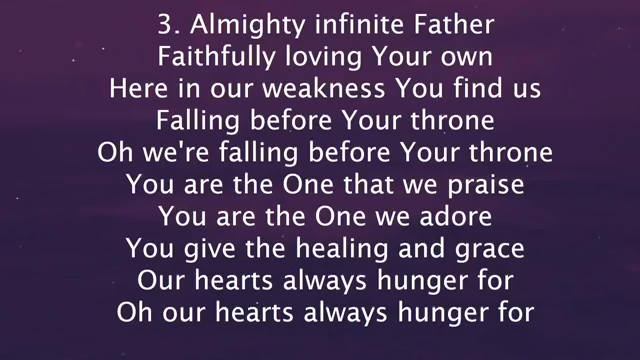 3. Almighty infinite Father
Faithfully loving Your own
Here in our weakness You find us
Falling before Your throne
Oh we're falling before Your throne
You are the One that we praise
You are the One we adore
You give the healing and grace
Our hearts always hunger for
Oh our hearts always hunger for